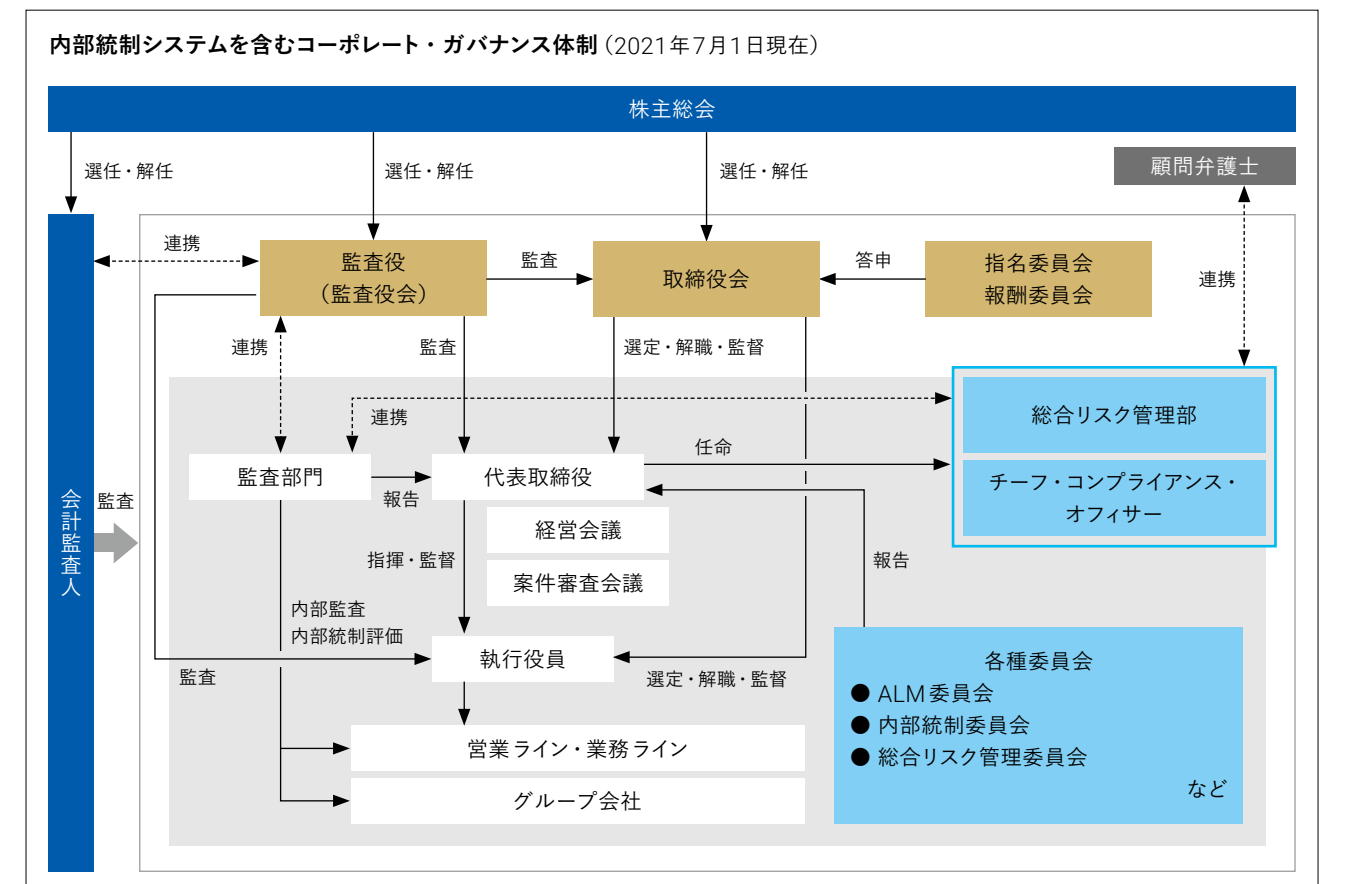 内部統制システムを含むコーポレート・ガバナンス体制（2021年7月1日現在）
株主総会
選任・解任
選任・解任
選任・解任
顧問弁護士
連携
監査役
（監査役会）
監査
取締役会
答申
指名委員会
報酬委員会
連携
連携
監査
選定・解職・監督
連携
総合リスク管理部
任命
監査部門
報告
代表取締役
チーフ・コンプライアンス・
オフィサー
会計監査人
監査
経営会議
指揮・監督
案件審査会議
報告
内部監査
内部統制評価
執行役員
監査
選定・解職・監督
各種委員会
● ALM委員会
● 内部統制委員会
● 総合リスク管理委員会
など
営業ライン・業務ライン
グループ会社